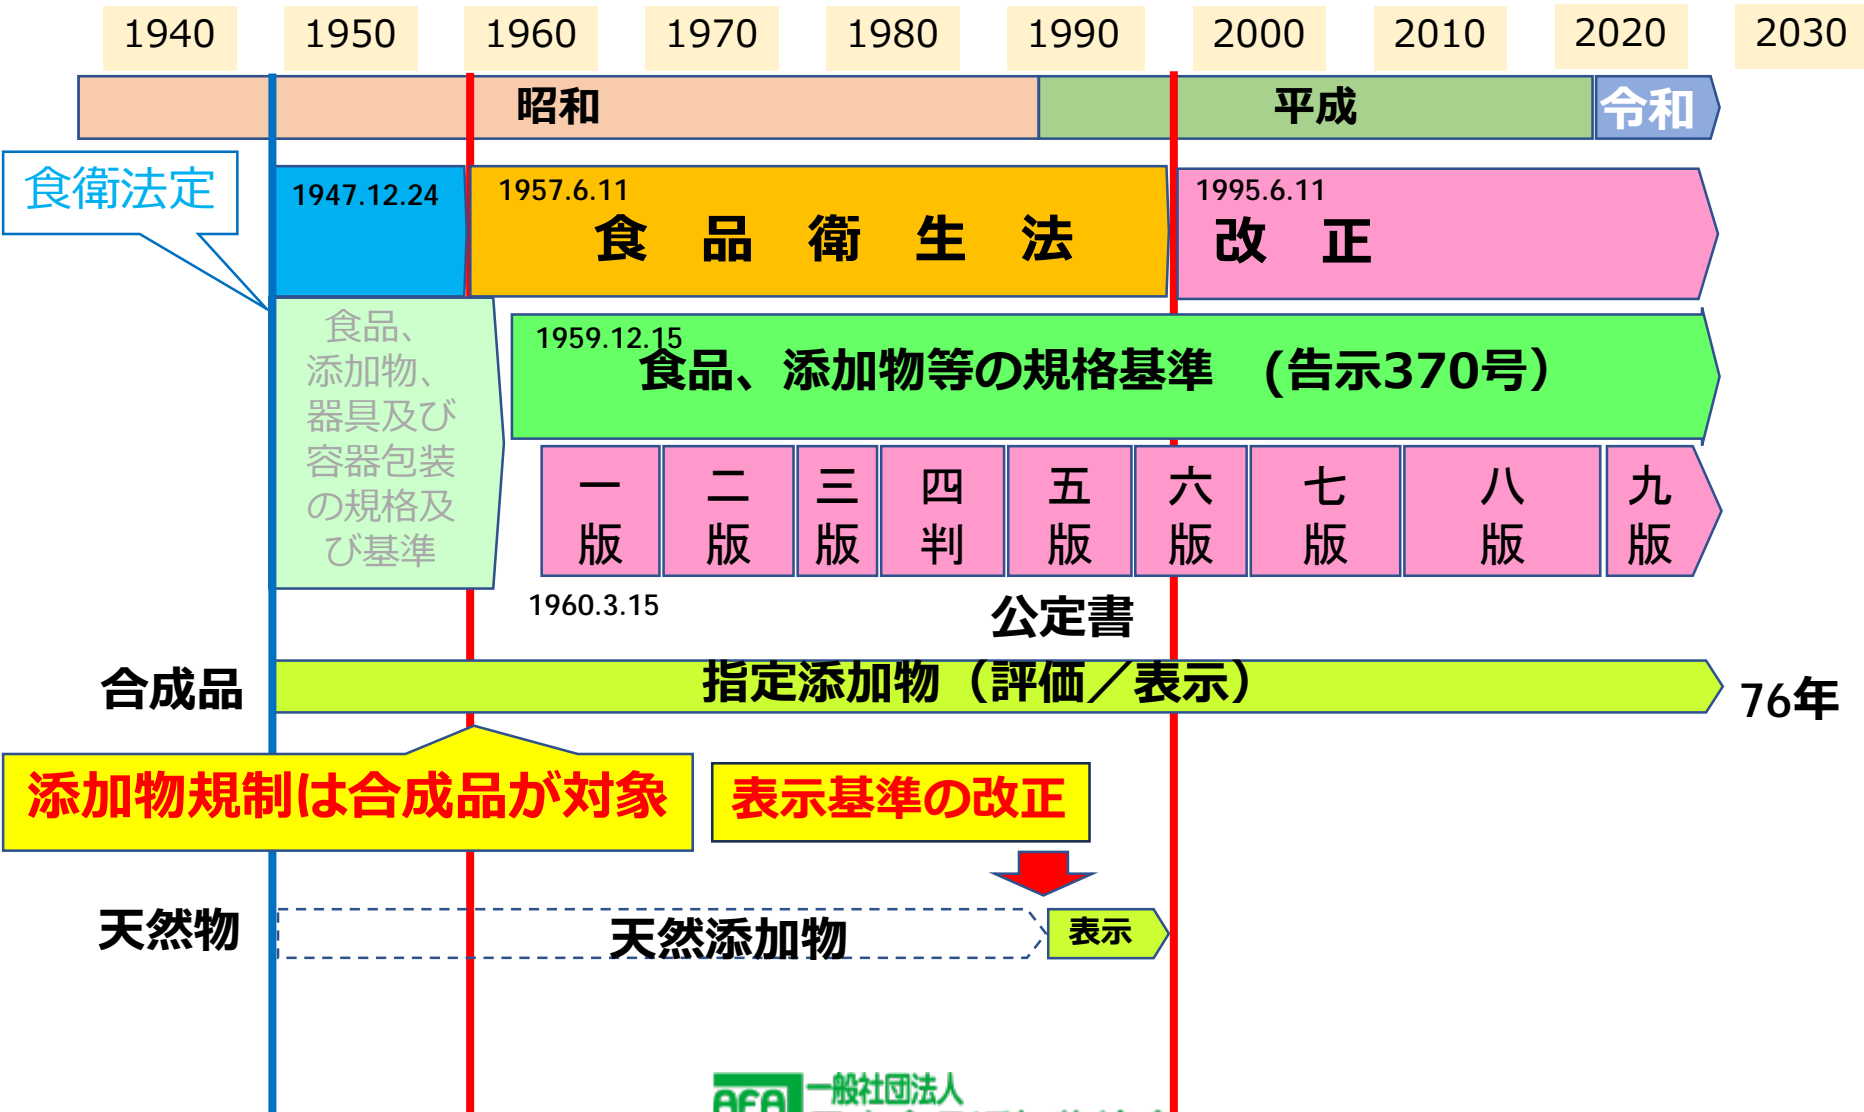 1940 1950 1960 1970 1980 1990 2000 2010 2020 2030
昭和 平成 令和
食衛法定
1947.12.24
1957.6.11
食 品 衛 生 法
1995.6.11
改 正
食品、
添加物、
器具及び
容器包装
の規格及
び基準
1959.12.15
食品、添加物等の規格基準 (告示370号）
一
版
二
版
三
版
四
判
五
版
六
版
七
版
八
版
九
版
1960.3.15
公定書
合成品
指定添加物（評価／表示）
76年
添加物規制は合成品が対象
表示基準の改正
天然物
天然添加物
表示
AFA
一般社団法人